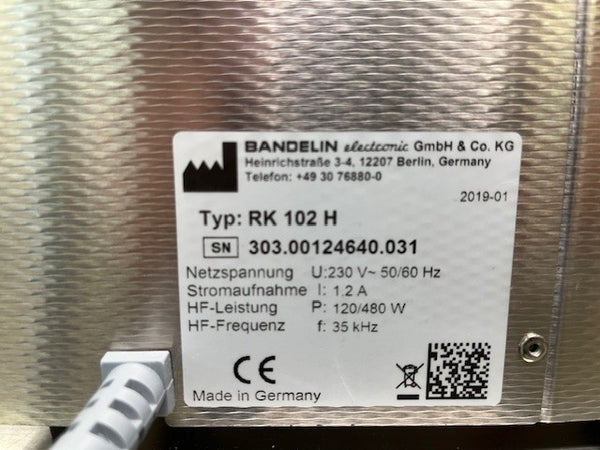 BANDELIN electronic GmbH & Co. KG
Heinrichstraße 3-4, 12207 Berlin, Germany
Telefon: +49 30 76880-0
2019-01
Typ: RK 102 H
SN 303.00124640.031
Netzspannung U:230 V~ 50/60 Hz
Stromaufnahme I: 1.2 A
HF-Leistung P: 120/480 W
HF-Frequenz f: 35 kHz
CE
Made in Germany